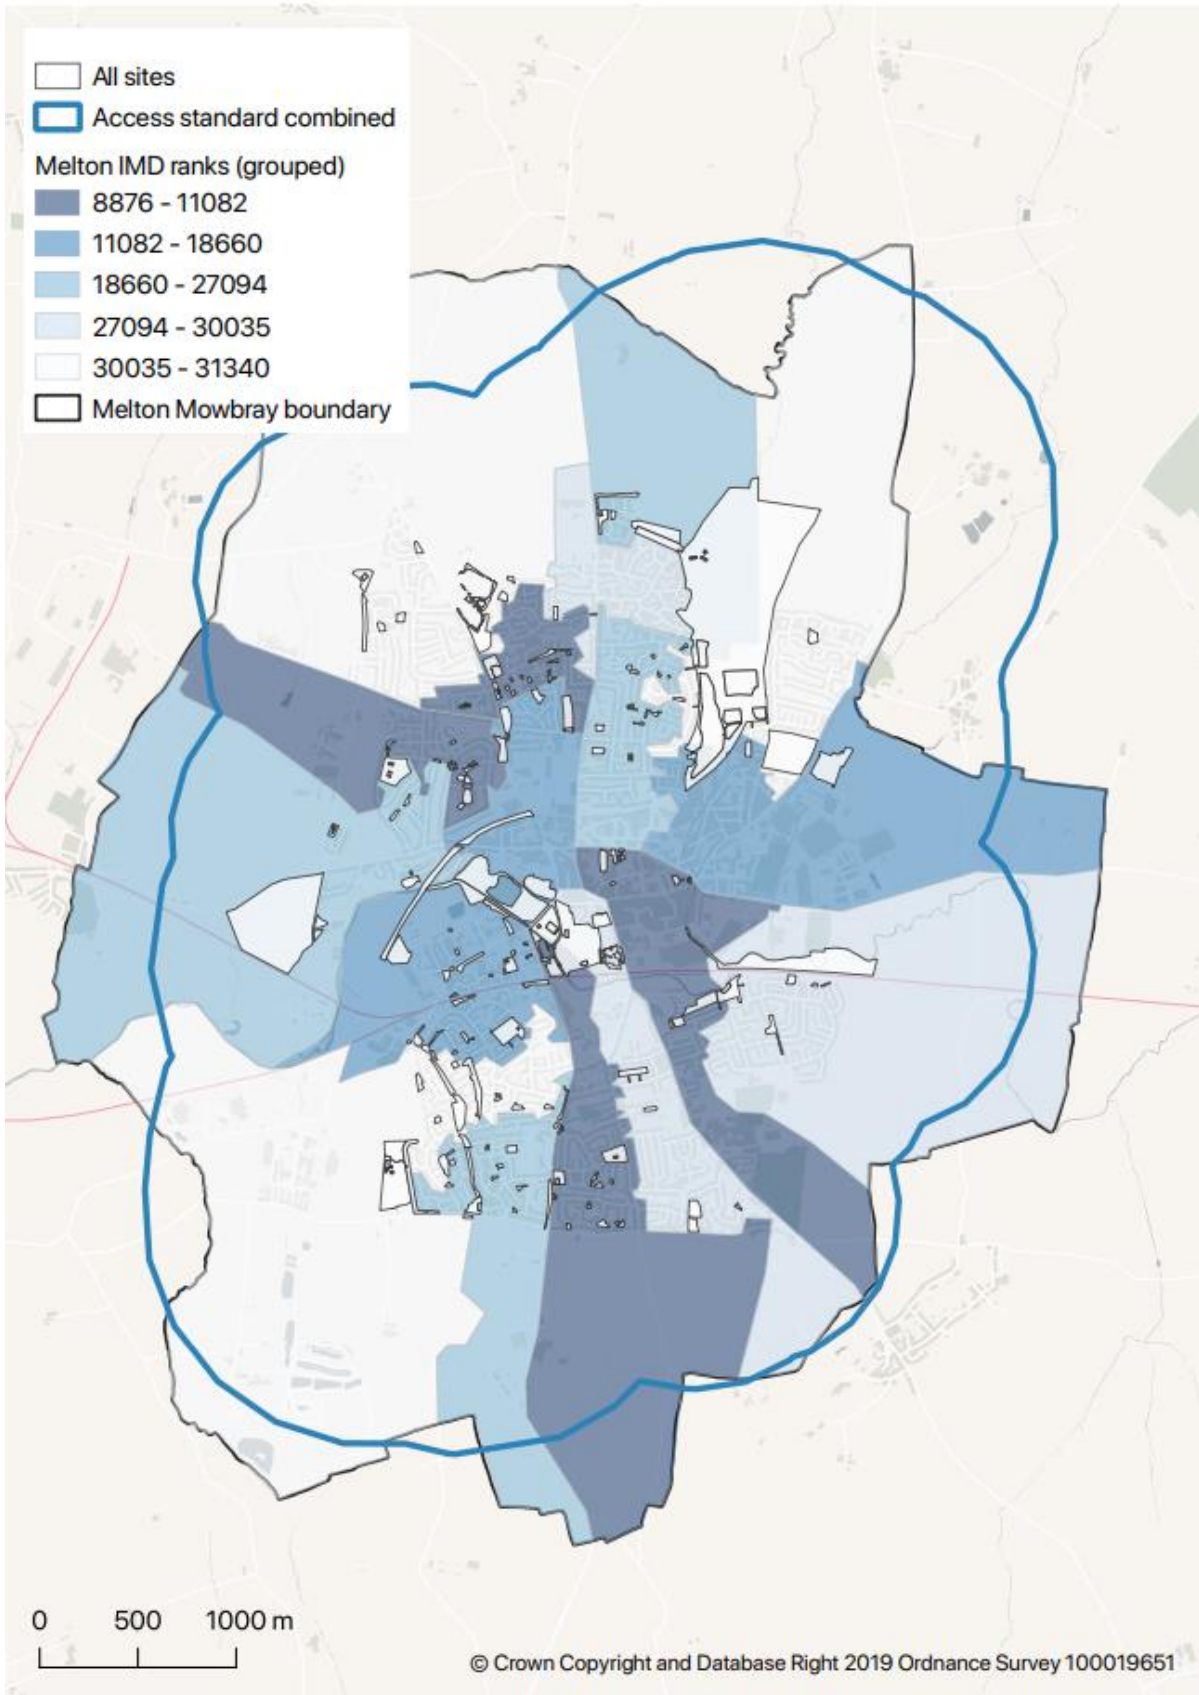 All sites
Access standard combined
Melton IMD ranks (grouped)
8876 - 11082
11082 - 18660
18660 - 27094
27094 - 30035
30035 - 31340
Melton Mowbray boundary
0 500 1000 m
© Crown Copyright and Database Right 2019 Ordnance Survey 100019651